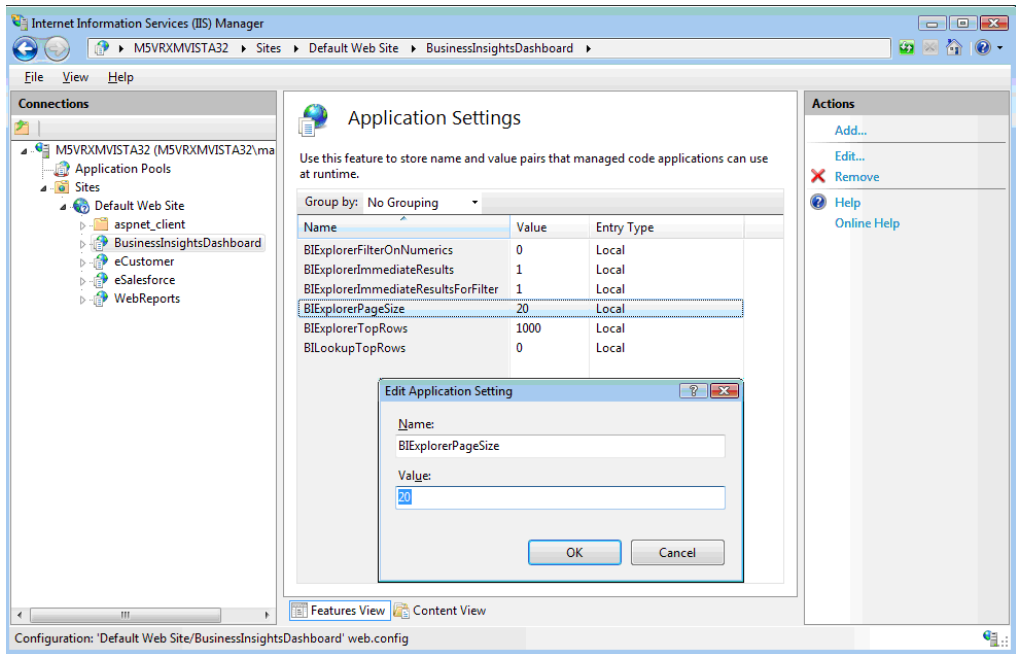 Internet Information Services (IIS) Manager
M5VRXMVISTA32 Sites Default Web Site BusinessInsightsDashboard
File View Help
Connections
M5VRXMVISTA32 (M5VRXMVISTA32\ma
Application Pools
Sites
Default Web Site
aspnet_client
BusinessInsightsDashboard
eCustomer
eSalesforce
WebReports
Application Settings
Use this feature to store name and value pairs that managed code applications can use
at runtime.
Group by: No Grouping
Name Value Entry Type
BIExplorerFilterOnNumerics 0 Local
BIExplorerImmediateResults 1 Local
BIExplorerImmediateResultsForFilter 1 Local
BIExplorerPageSize 20 Local
BIExplorerTopRows 1000 Local
BILookupTopRows 0 Local
Edit Application Setting
Name:
BIExplorerPageSize
Value:
20
OK Cancel
Features View Content View
Actions
Add...
Edit...
Remove
Help
Online Help
Configuration: 'Default Web Site/BusinessInsightsDashboard' web.config